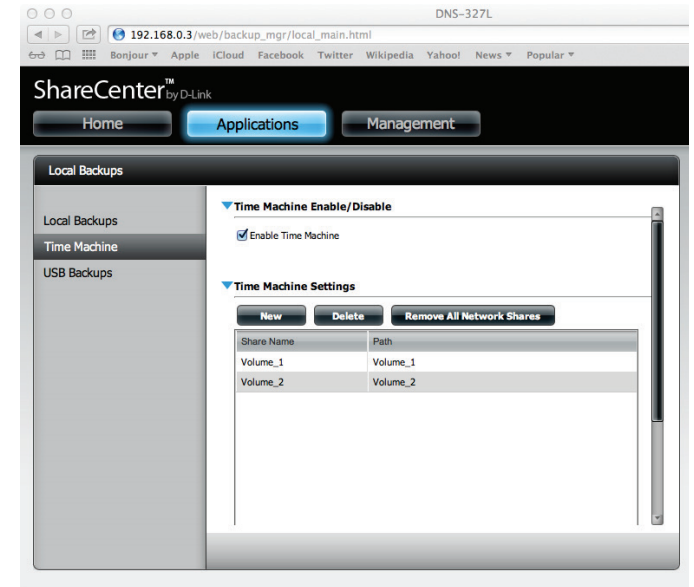 DNS-327L
192.168.0.3/web/backup_mgr/local_main.html
Bonjour ▾ Apple iCloud Facebook Twitter Wikipedia Yahoo! News ▾ Popular ▾
ShareCenter™ by D-Link
Home Applications Management
Local Backups
Local Backups
Time Machine
USB Backups
Time Machine Enable/Disable
Enable Time Machine
Time Machine Settings
New Delete Remove All Network Shares
Share Name Path
Volume_1 Volume_1
Volume_2 Volume_2